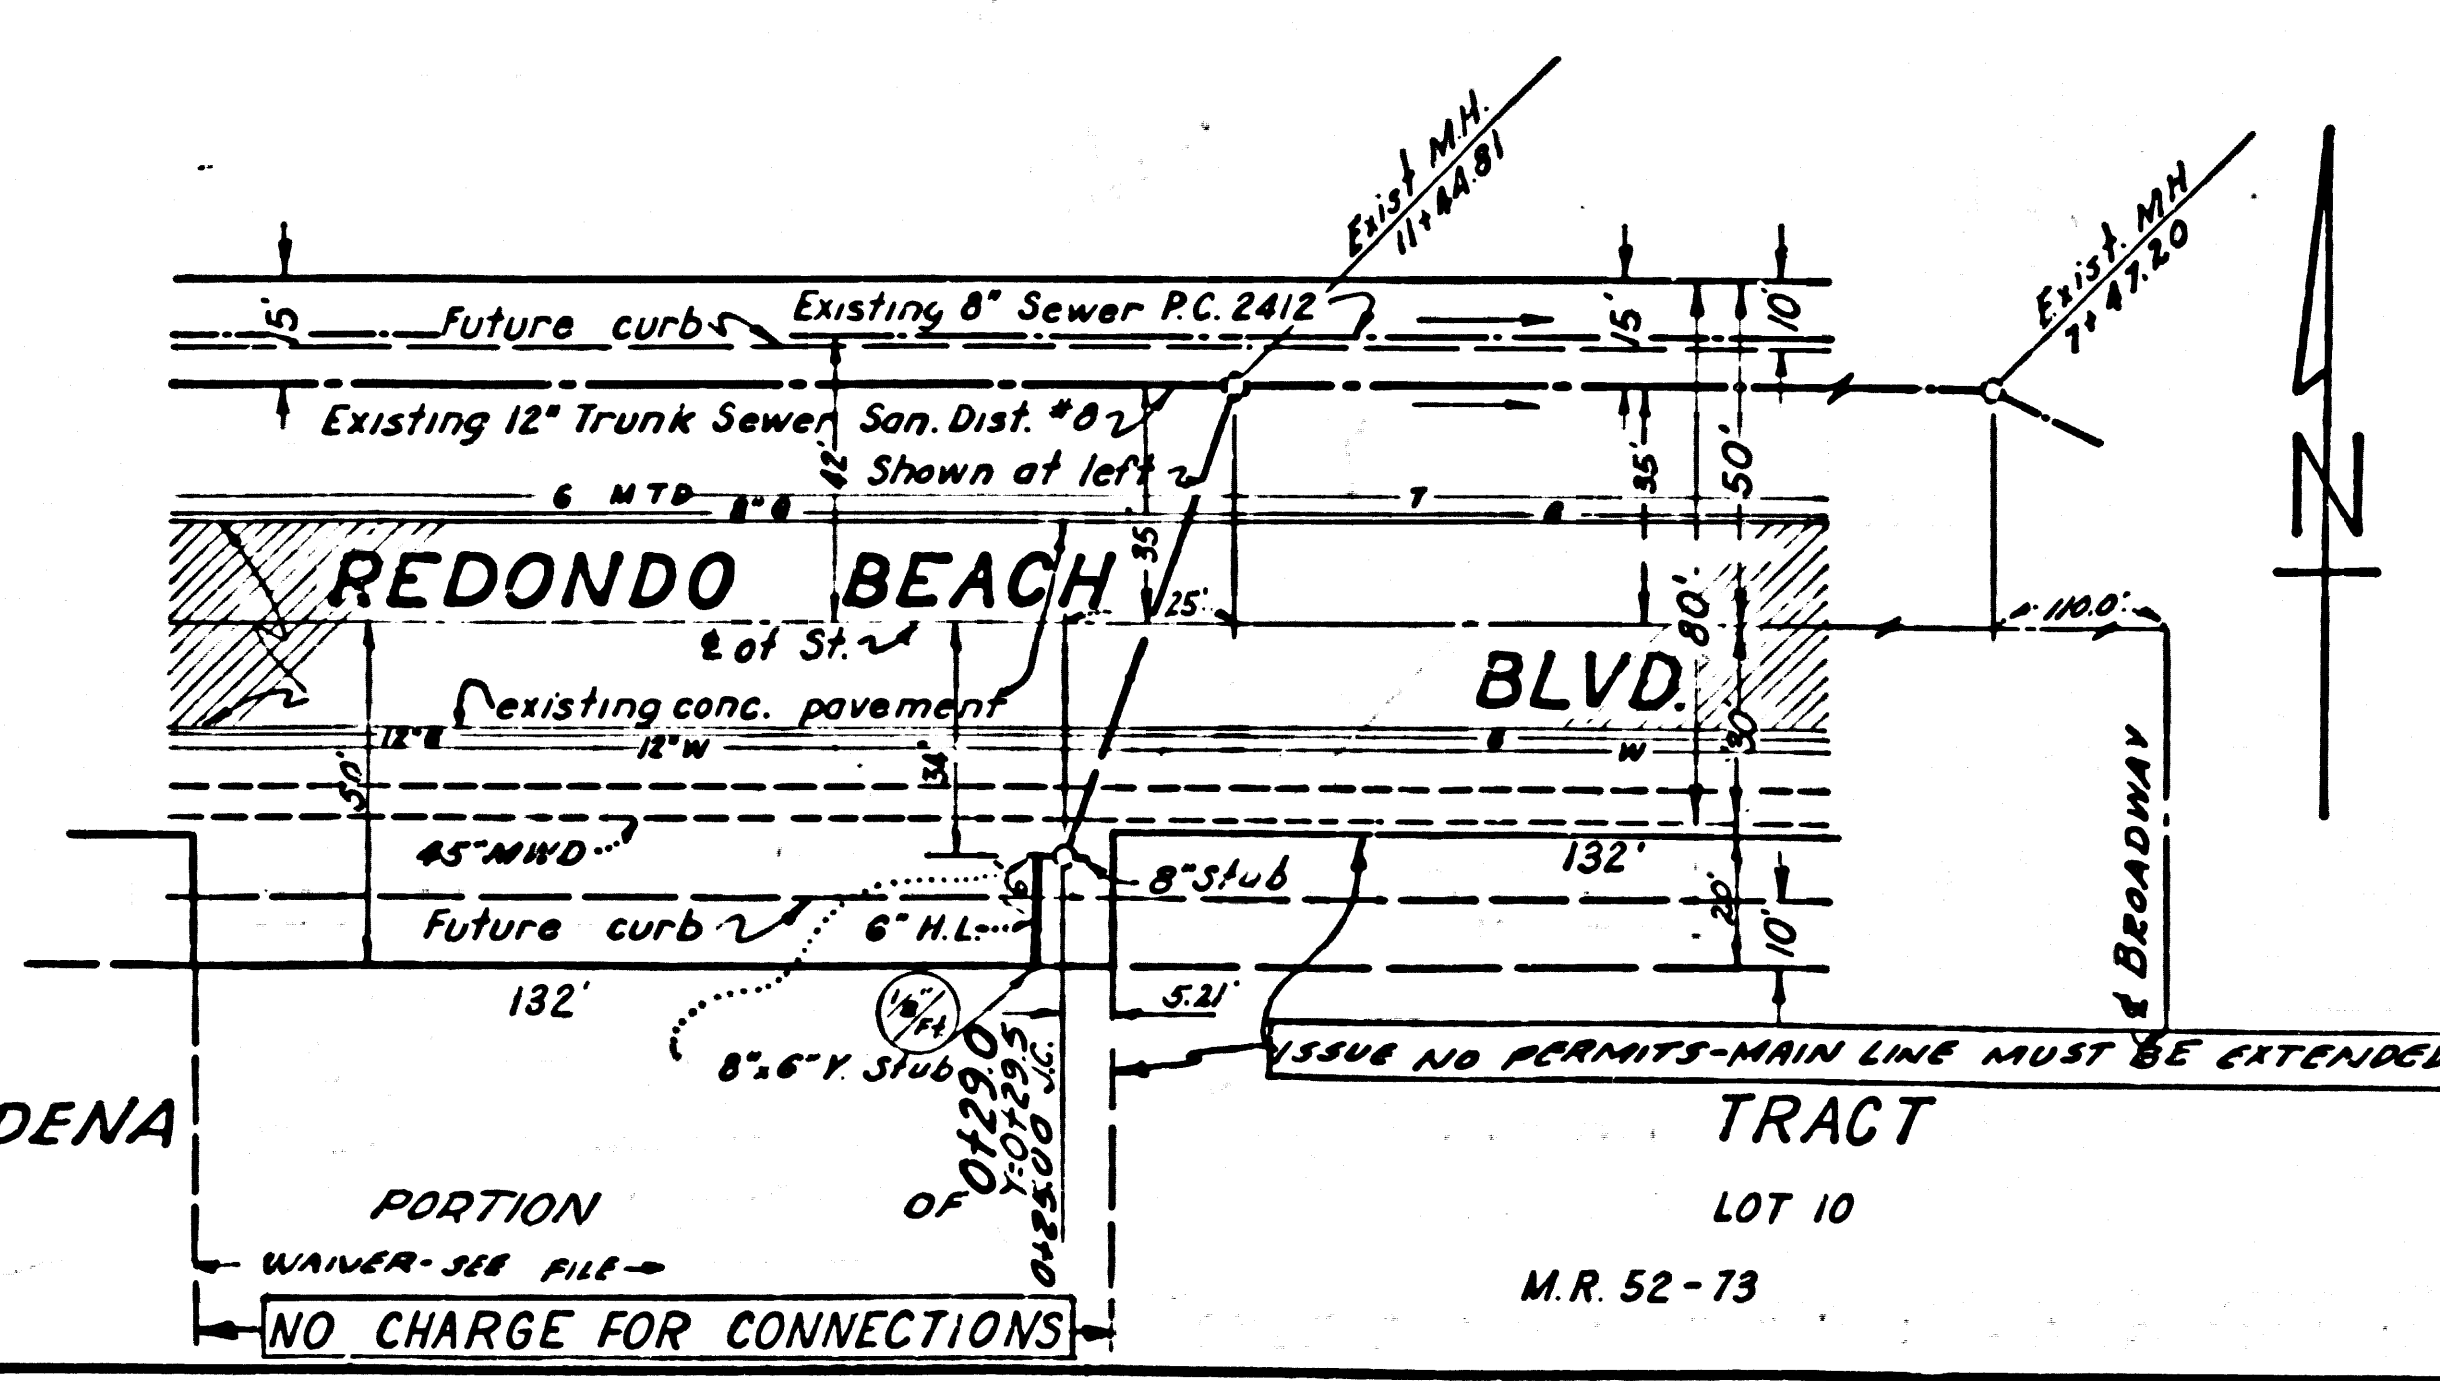 Exist M.H.
11+44.81
Exist. MH
7+47.20
5'
Future curb
Existing 8" Sewer P.C. 2412
15'
10'
Existing 12" Trunk Sewer San. Dist. #8
42'
Shown at left
35'
50'
6 MTD
8" G
T
G
N
REDONDO BEACH BLVD.
35'
25'
80'
110.0'
℄ of St.
existing conc. pavement
12" G
12" W
G
W
30'
50'
34'
45" MWD
8" Stub
132'
6'
Future curb
6" H.L.
20'
10'
℄ BROADWAY
132'
1/8"/Ft
5.21'
8"x6" Y. Stub
ISSUE NO PERMITS-MAIN LINE MUST BE EXTENDED
0+29.0
Y=0+29.5
0+25.00 J.C.
DENA
TRACT
PORTION OF
LOT 10
WAIVER- SEE FILE
M.R. 52-73
NO CHARGE FOR CONNECTIONS